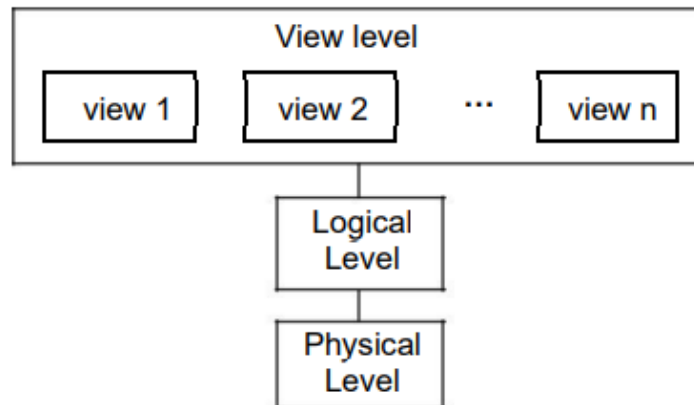 View level
view 1 view 2 ... view n
Logical
Level
Physical
Level